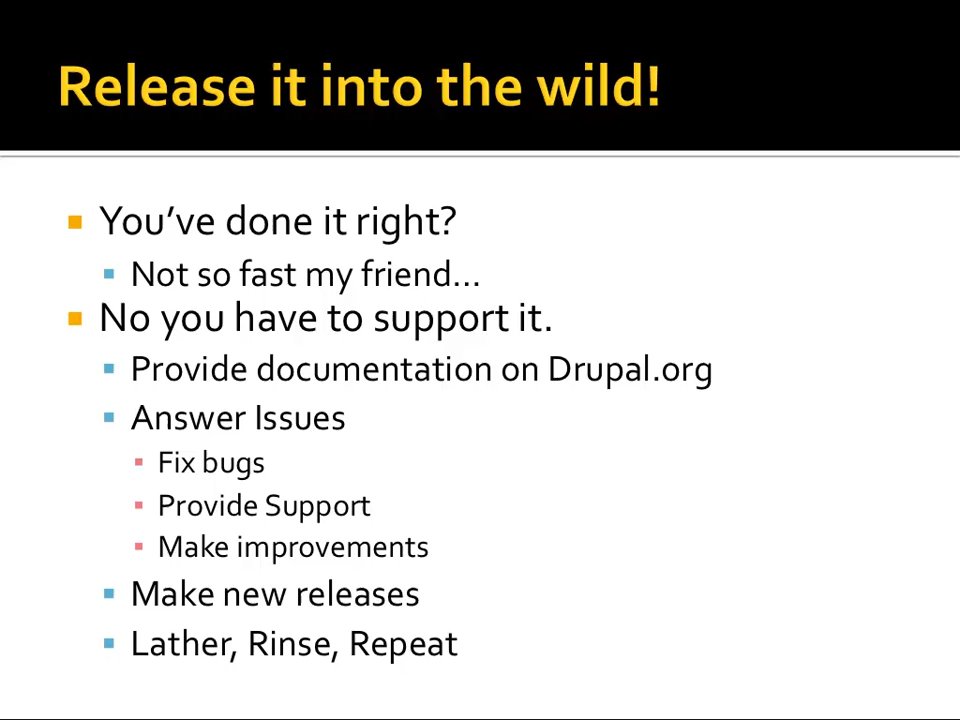 Release it into the wild!
You've done it right?
Not so fast my friend...
No you have to support it.
Provide documentation on Drupal.org
Answer Issues
Fix bugs
Provide Support
Make improvements
Make new releases
Lather, Rinse, Repeat